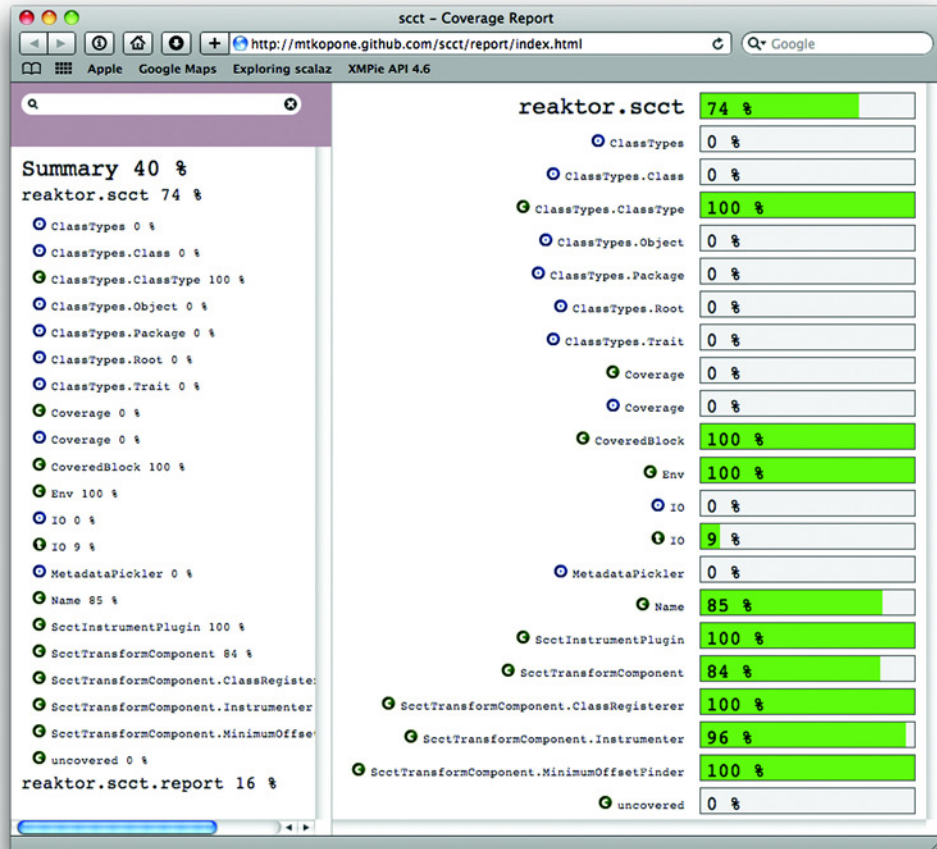 scct – Coverage Report
http://mtkopone.github.com/scct/report/index.html
Google
Apple Google Maps Exploring scalaz XMPie API 4.6
Summary 40 %
reaktor.scct 74 %
ClassTypes 0 %
ClassTypes.Class 0 %
ClassTypes.ClassType 100 %
ClassTypes.Object 0 %
ClassTypes.Package 0 %
ClassTypes.Root 0 %
ClassTypes.Trait 0 %
Coverage 0 %
Coverage 0 %
CoveredBlock 100 %
Env 100 %
IO 0 %
IO 9 %
MetadataPickler 0 %
Name 85 %
ScctInstrumentPlugin 100 %
ScctTransformComponent 84 %
ScctTransformComponent.ClassRegiste
ScctTransformComponent.Instrumenter
ScctTransformComponent.MinimumOffset
uncovered 0 %
reaktor.scct.report 16 %
reaktor.scct 74 %
ClassTypes 0 %
ClassTypes.Class 0 %
ClassTypes.ClassType 100 %
ClassTypes.Object 0 %
ClassTypes.Package 0 %
ClassTypes.Root 0 %
ClassTypes.Trait 0 %
Coverage 0 %
Coverage 0 %
CoveredBlock 100 %
Env 100 %
IO 0 %
IO 9 %
MetadataPickler 0 %
Name 85 %
ScctInstrumentPlugin 100 %
ScctTransformComponent 84 %
ScctTransformComponent.ClassRegisterer 100 %
ScctTransformComponent.Instrumenter 96 %
ScctTransformComponent.MinimumOffsetFinder 100 %
uncovered 0 %